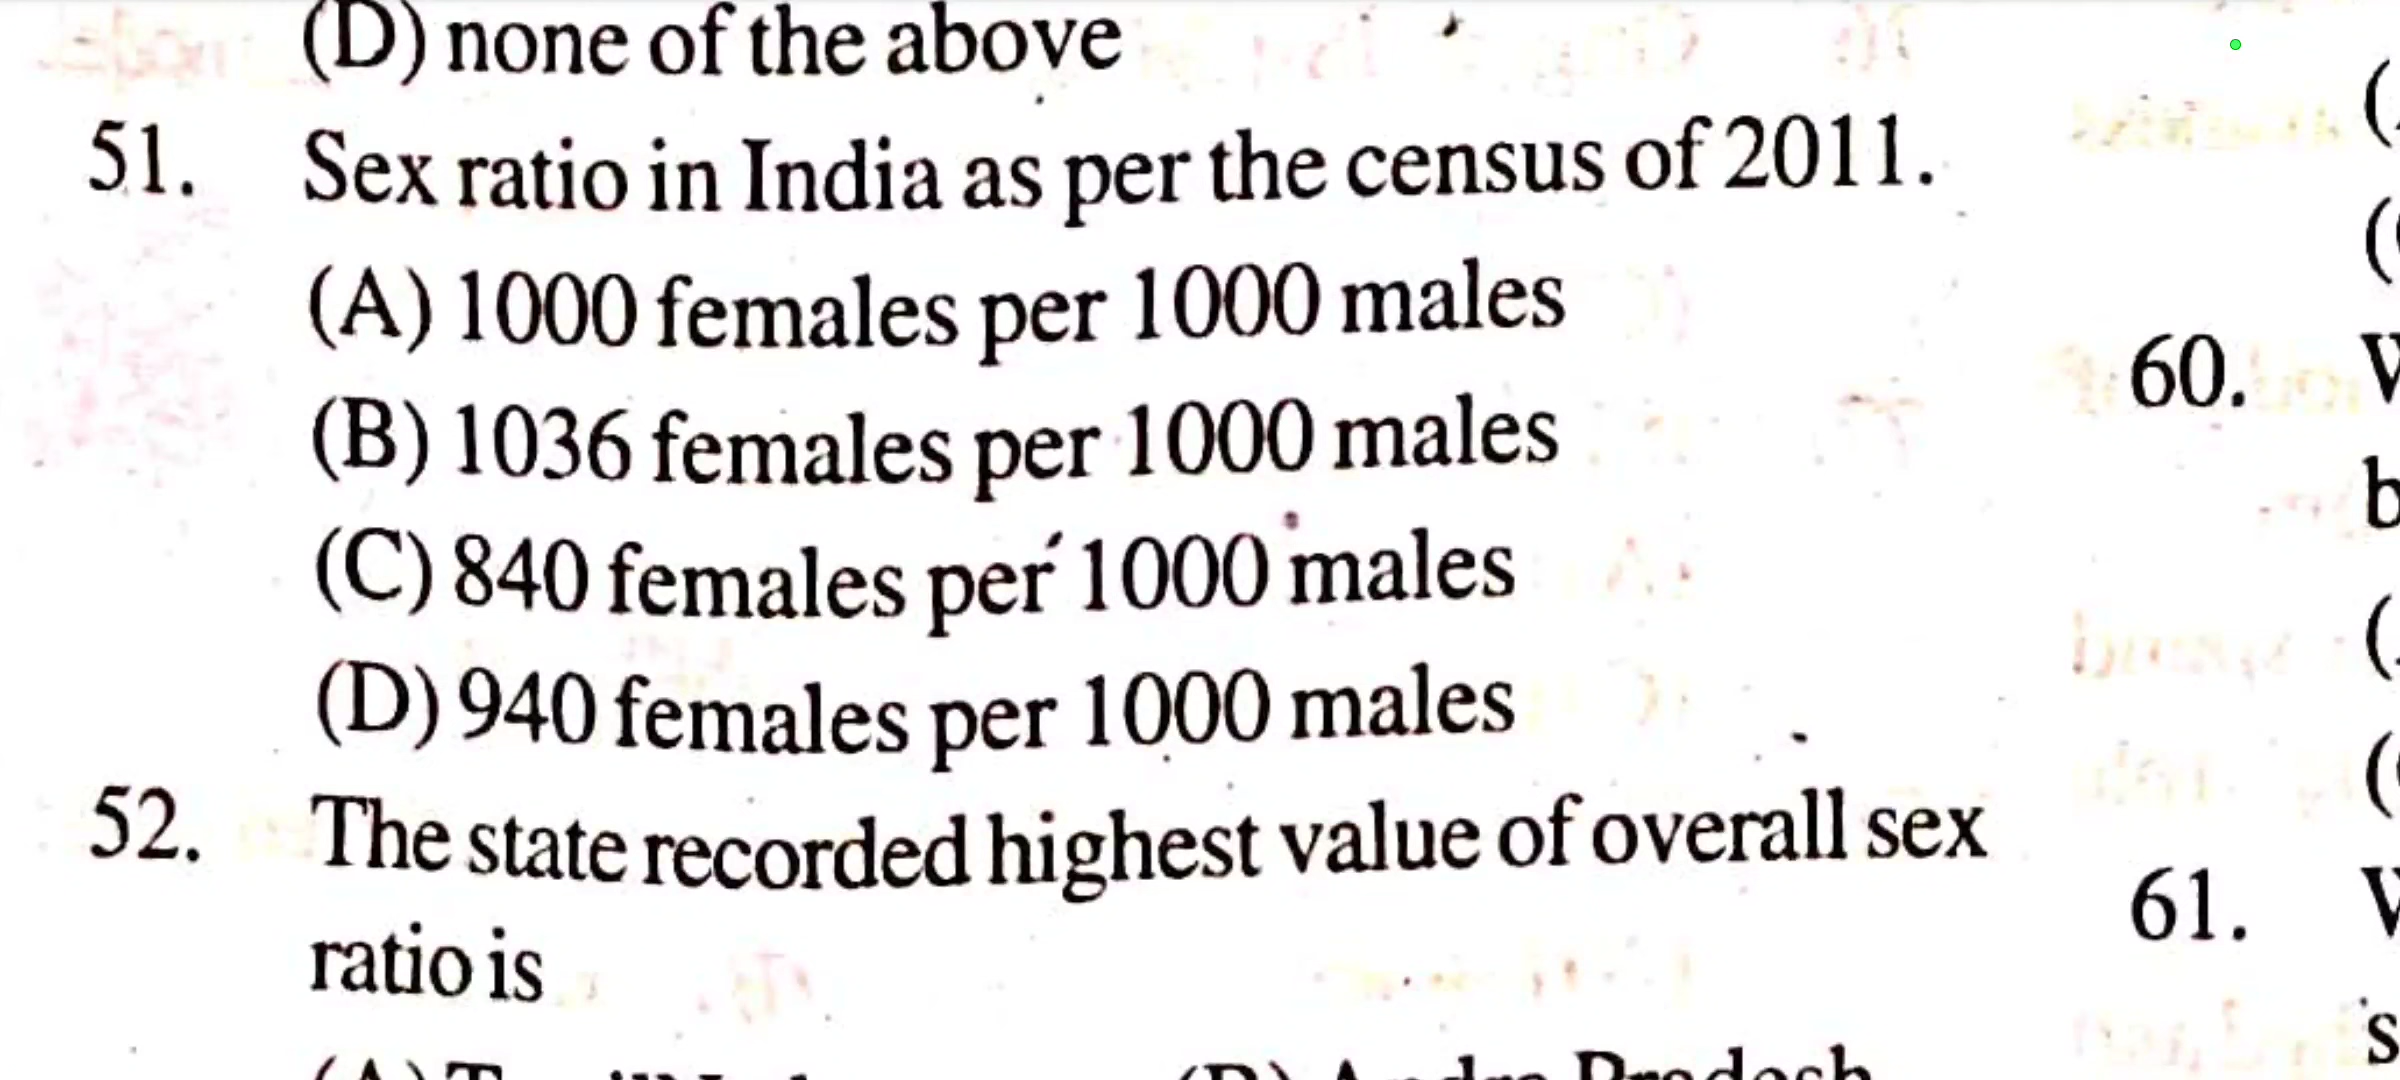 (D) none of the above
51. Sex ratio in India as per the census of 2011.
(A) 1000 females per 1000 males
(B) 1036 females per 1000 males
(C) 840 females per 1000 males
(D) 940 females per 1000 males
52. The state recorded highest value of overall sex
ratio is
(A)
60.
61.